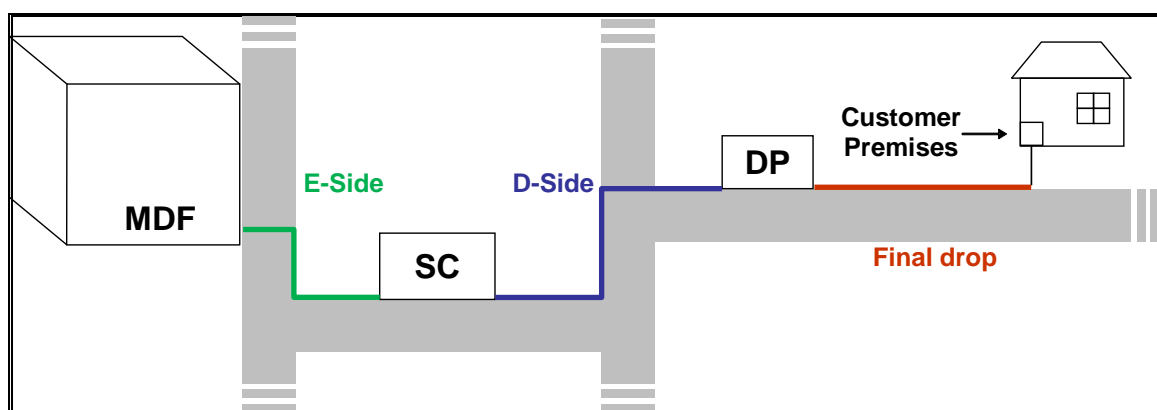 MDF
E-Side
SC
D-Side
DP
Customer
Premises
Final drop